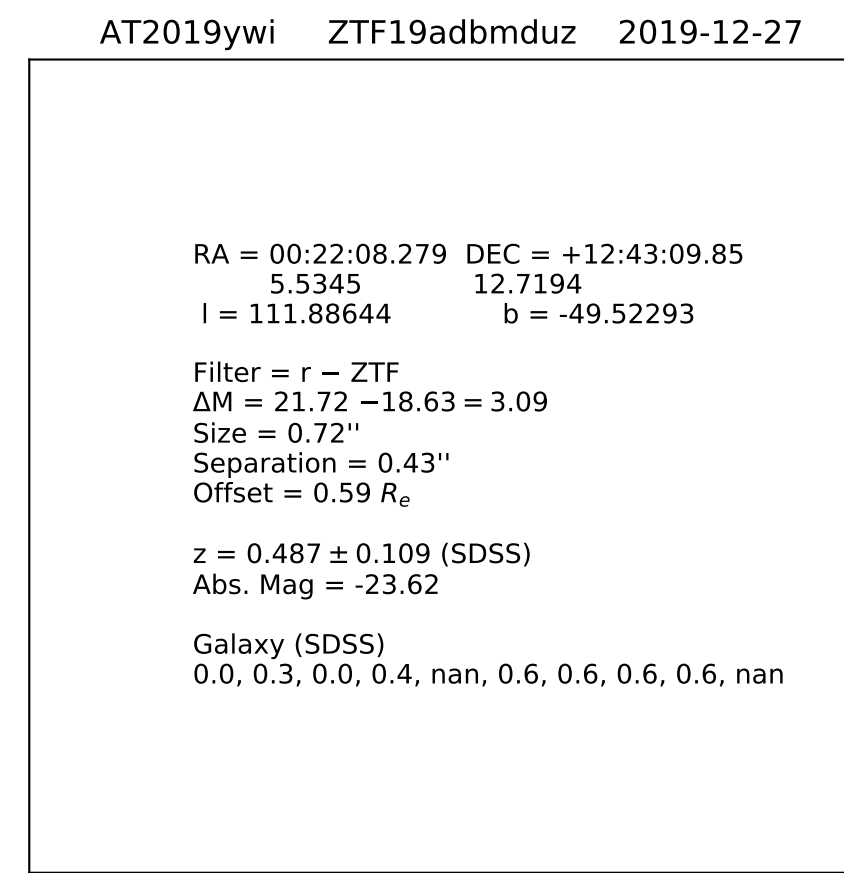 AT2019ywi ZTF19adbmduz 2019-12-27
RA = 00:22:08.279 DEC = +12:43:09.85
5.5345 12.7194
l = 111.88644 b = -49.52293
Filter = r − ZTF
ΔM = 21.72 −18.63 = 3.09
Size = 0.72''
Separation = 0.43''
Offset = 0.59 Rₑ
z = 0.487 ± 0.109 (SDSS)
Abs. Mag = -23.62
Galaxy (SDSS)
0.0, 0.3, 0.0, 0.4, nan, 0.6, 0.6, 0.6, 0.6, nan